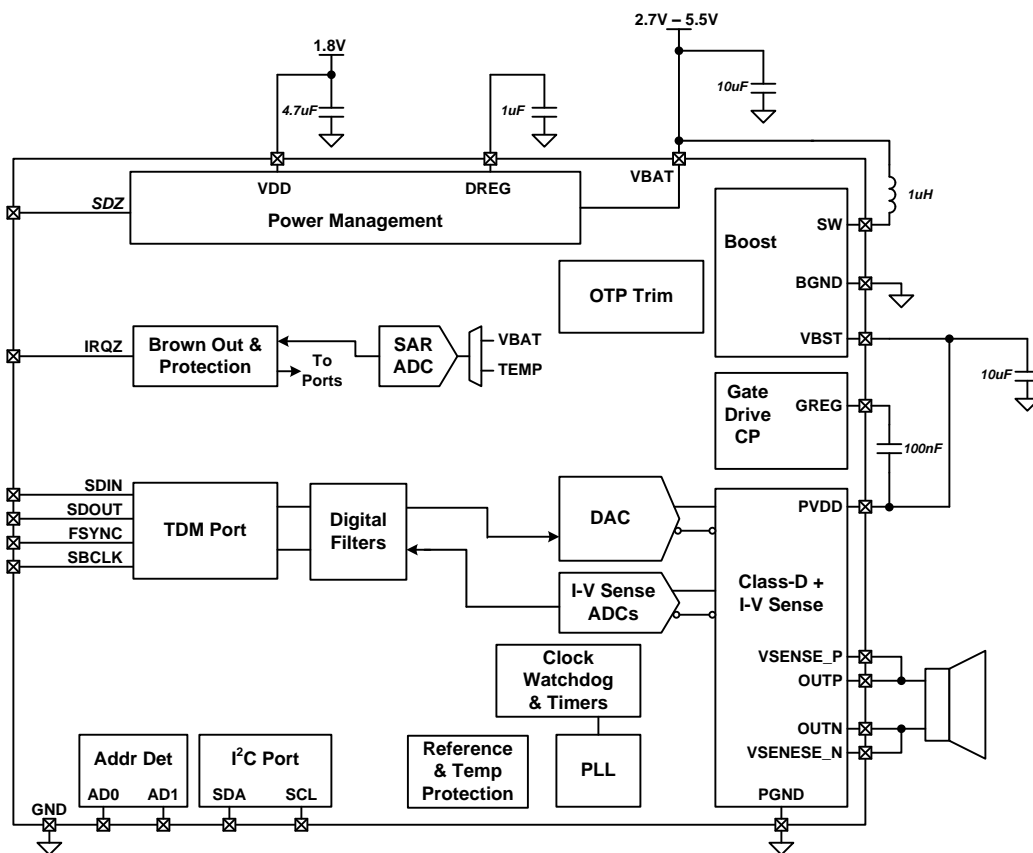 2.7V – 5.5V
1.8V
4.7uF
1uF
10uF
VDD
DREG
VBAT
SDZ
Power Management
1uH
SW
Boost
BGND
VBST
OTP Trim
IRQZ
Brown Out &
Protection
To
Ports
SAR
ADC
VBAT
TEMP
10uF
Gate
Drive
CP
GREG
100nF
SDIN
SDOUT
FSYNC
SBCLK
TDM Port
Digital
Filters
DAC
PVDD
I-V Sense
ADCs
Class-D +
I-V Sense
VSENSE_P
OUTP
OUTN
VSENESE_N
Clock
Watchdog
& Timers
PLL
Reference
& Temp
Protection
Addr Det
AD0
AD1
I²C Port
SDA
SCL
GND
PGND